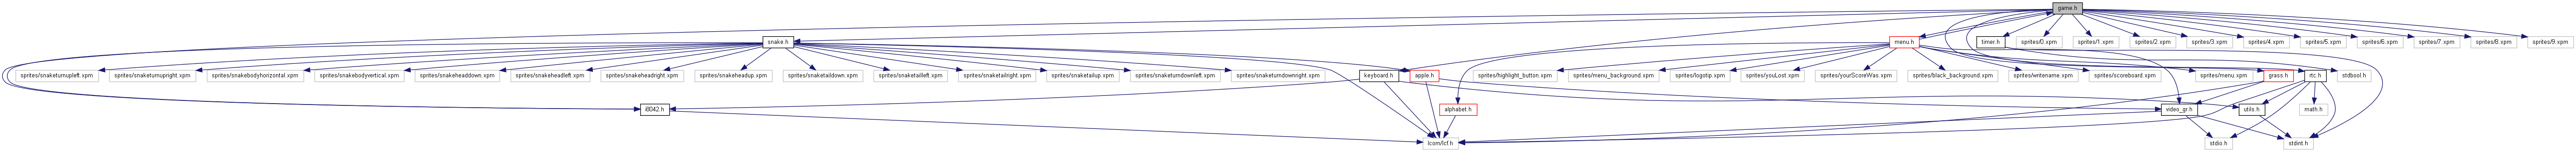 game.h
snake.h
menu.h
timer.h
sprites/0.xpm
sprites/1.xpm
sprites/2.xpm
sprites/3.xpm
sprites/4.xpm
sprites/5.xpm
sprites/6.xpm
sprites/7.xpm
sprites/8.xpm
sprites/9.xpm
sprites/snaketurnupleft.xpm
sprites/snaketurnupright.xpm
sprites/snakebodyhorizontal.xpm
sprites/snakebodyvertical.xpm
sprites/snakeheaddown.xpm
sprites/snakeheadleft.xpm
sprites/snakeheadright.xpm
sprites/snakeheadup.xpm
sprites/snaketaildown.xpm
sprites/snaketailleft.xpm
sprites/snaketailright.xpm
sprites/snaketailup.xpm
sprites/snaketurndownleft.xpm
sprites/snaketurndownright.xpm
keyboard.h
apple.h
sprites/highlight_button.xpm
sprites/menu_background.xpm
sprites/logotip.xpm
sprites/youLost.xpm
sprites/yourScoreWas.xpm
sprites/black_background.xpm
sprites/writename.xpm
sprites/scoreboard.xpm
sprites/menu.xpm
grass.h
rtc.h
stdbool.h
i8042.h
alphabet.h
video_gr.h
utils.h
math.h
lcom/lcf.h
stdio.h
stdint.h